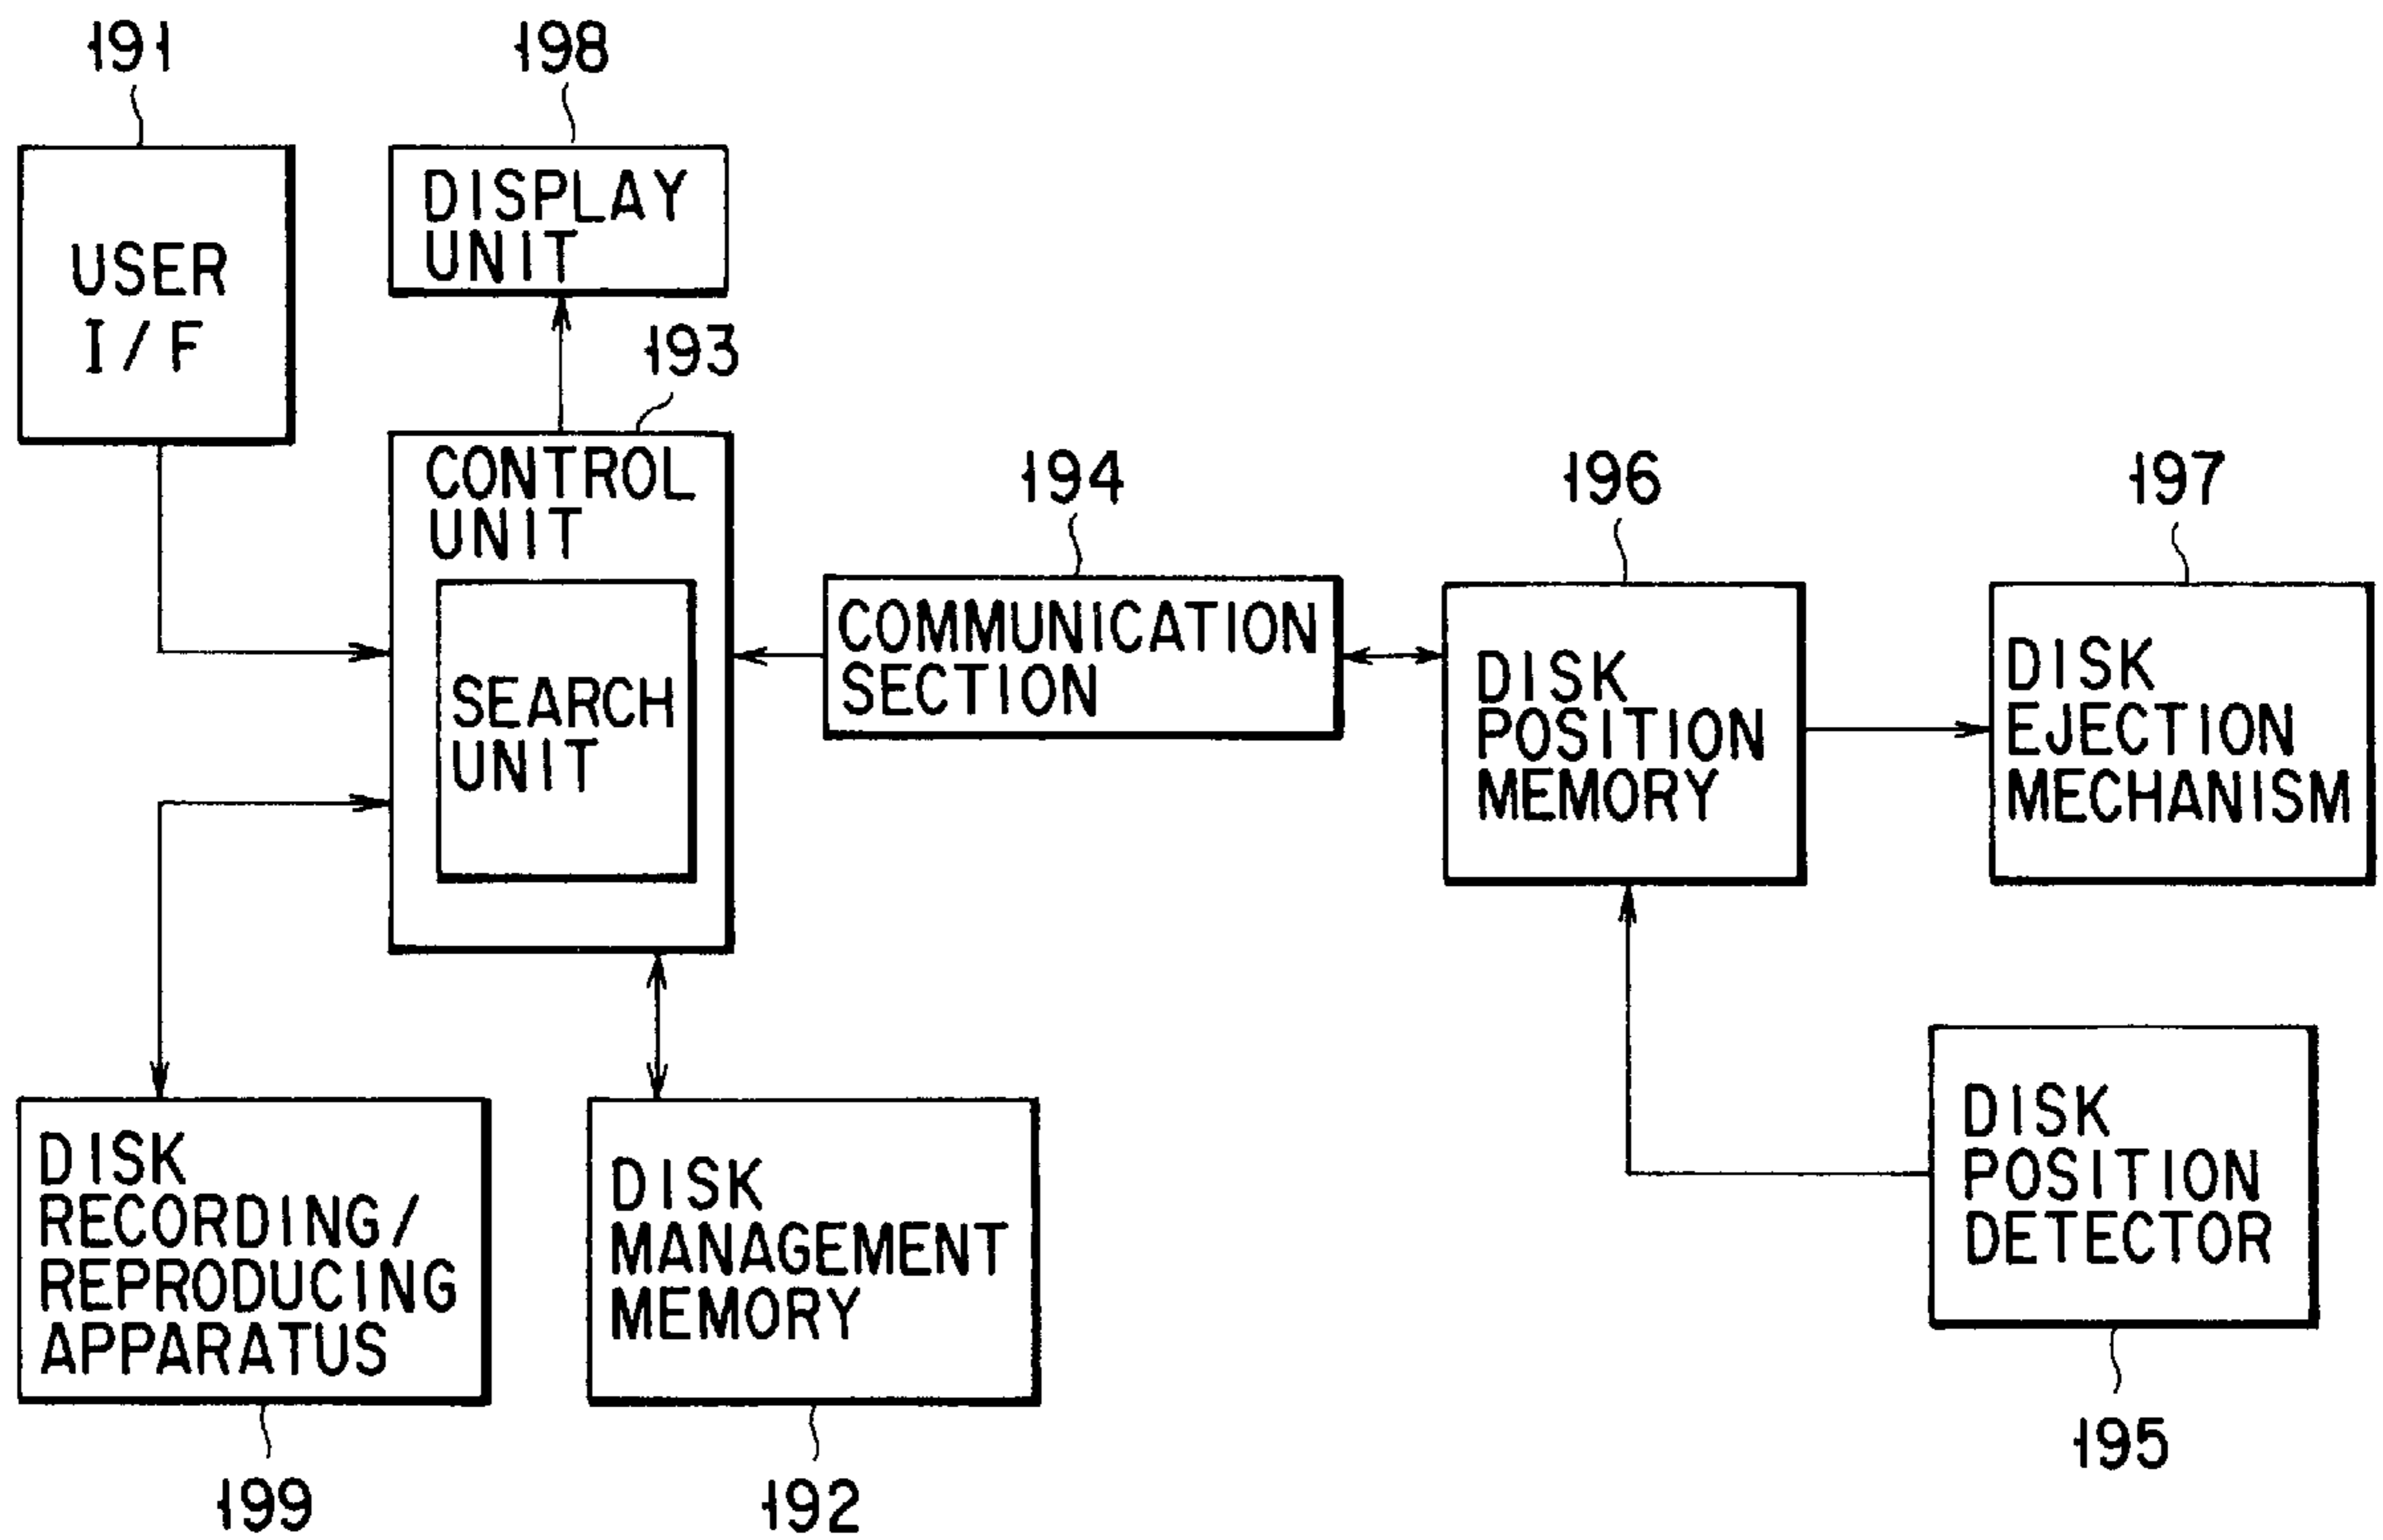 191
198
USER
I/F
DISPLAY
UNIT
193
CONTROL
UNIT
SEARCH
UNIT
194
COMMUNICATION
SECTION
196
DISK
POSITION
MEMORY
197
DISK
EJECTION
MECHANISM
DISK
RECORDING/
REPRODUCING
APPARATUS
199
DISK
MANAGEMENT
MEMORY
192
DISK
POSITION
DETECTOR
195